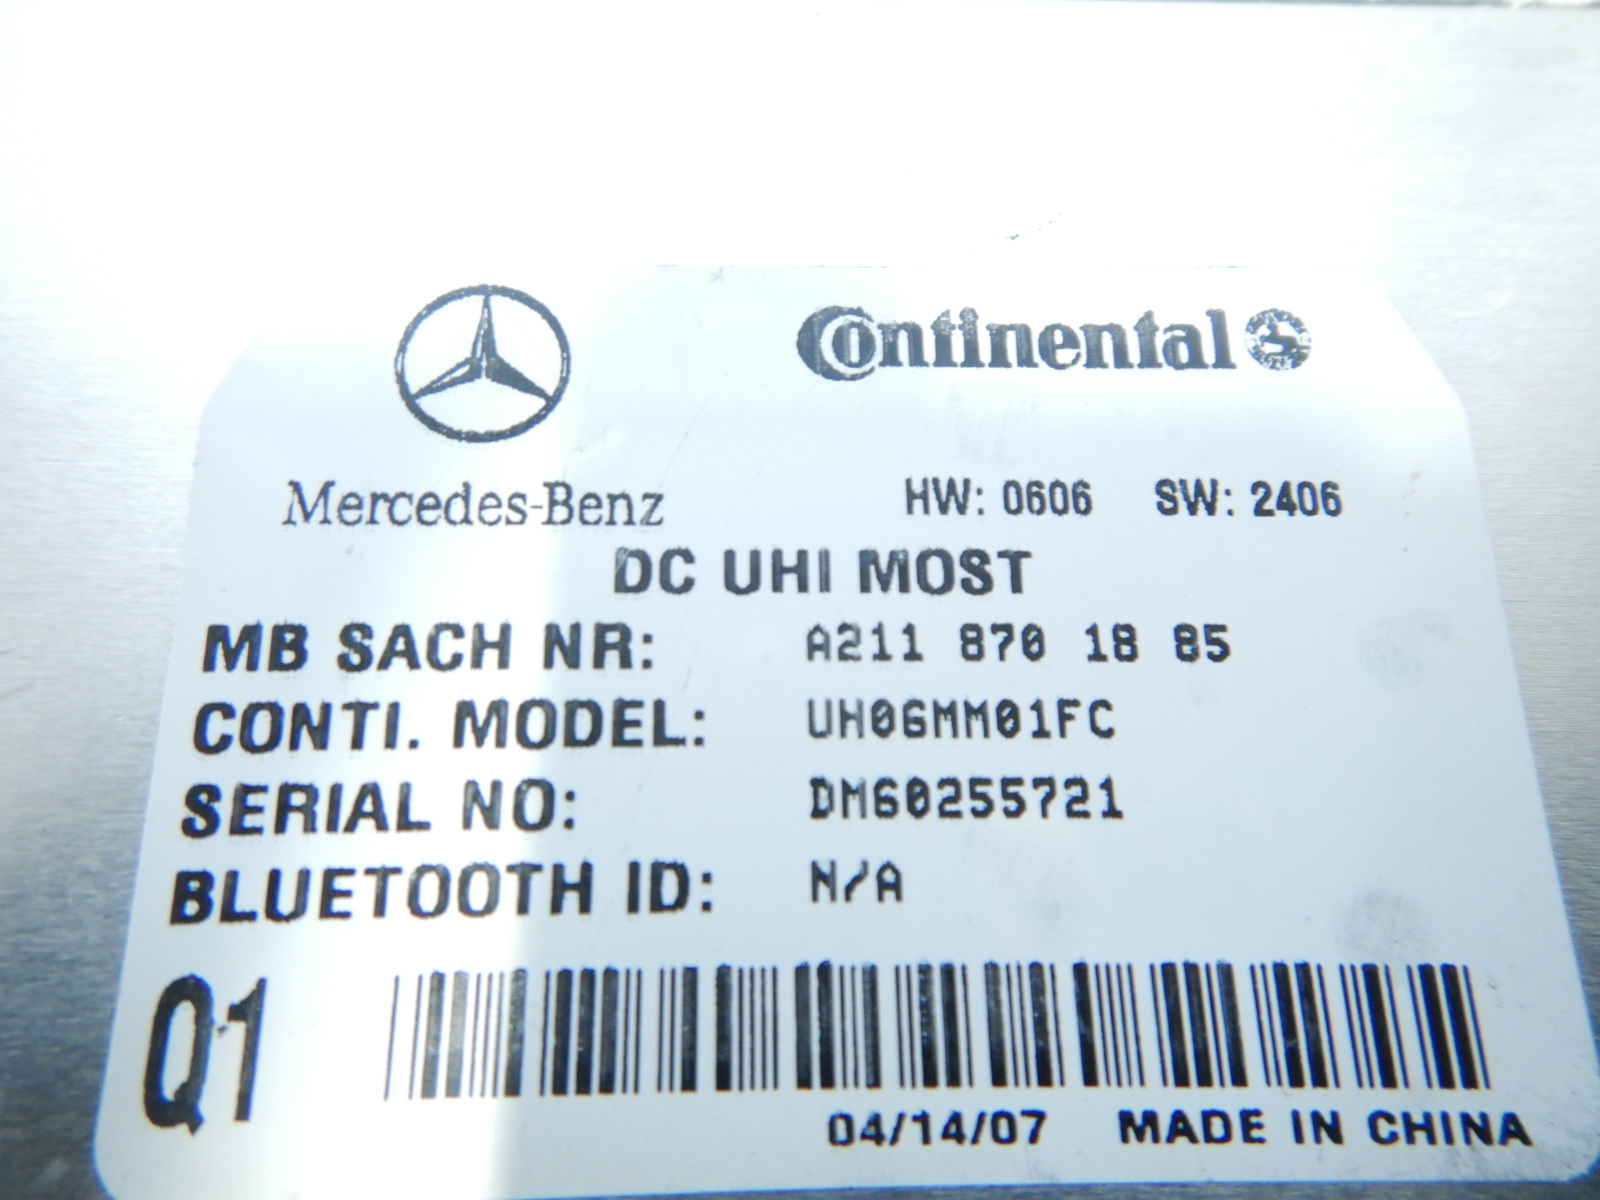 Continental
Mercedes-Benz
HW: 0606 SW: 2406
DC UHI MOST
MB SACH NR: A211 870 18 85
CONTI. MODEL: UH06MM01FC
SERIAL NO: DM60255721
BLUETOOTH ID: N/A
Q1
04/14/07 MADE IN CHINA